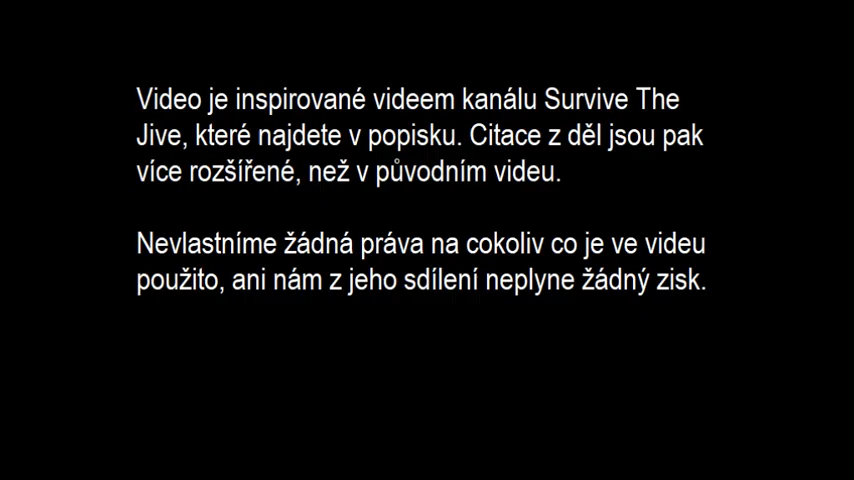 Video je inspirované videem kanálu Survive The
Jive, které najdete v popisku. Citace z děl jsou pak
více rozšířené, než v původním videu.
Nevlastníme žádná práva na cokoliv co je ve videu
použito, ani nám z jeho sdílení neplyne žádný zisk.